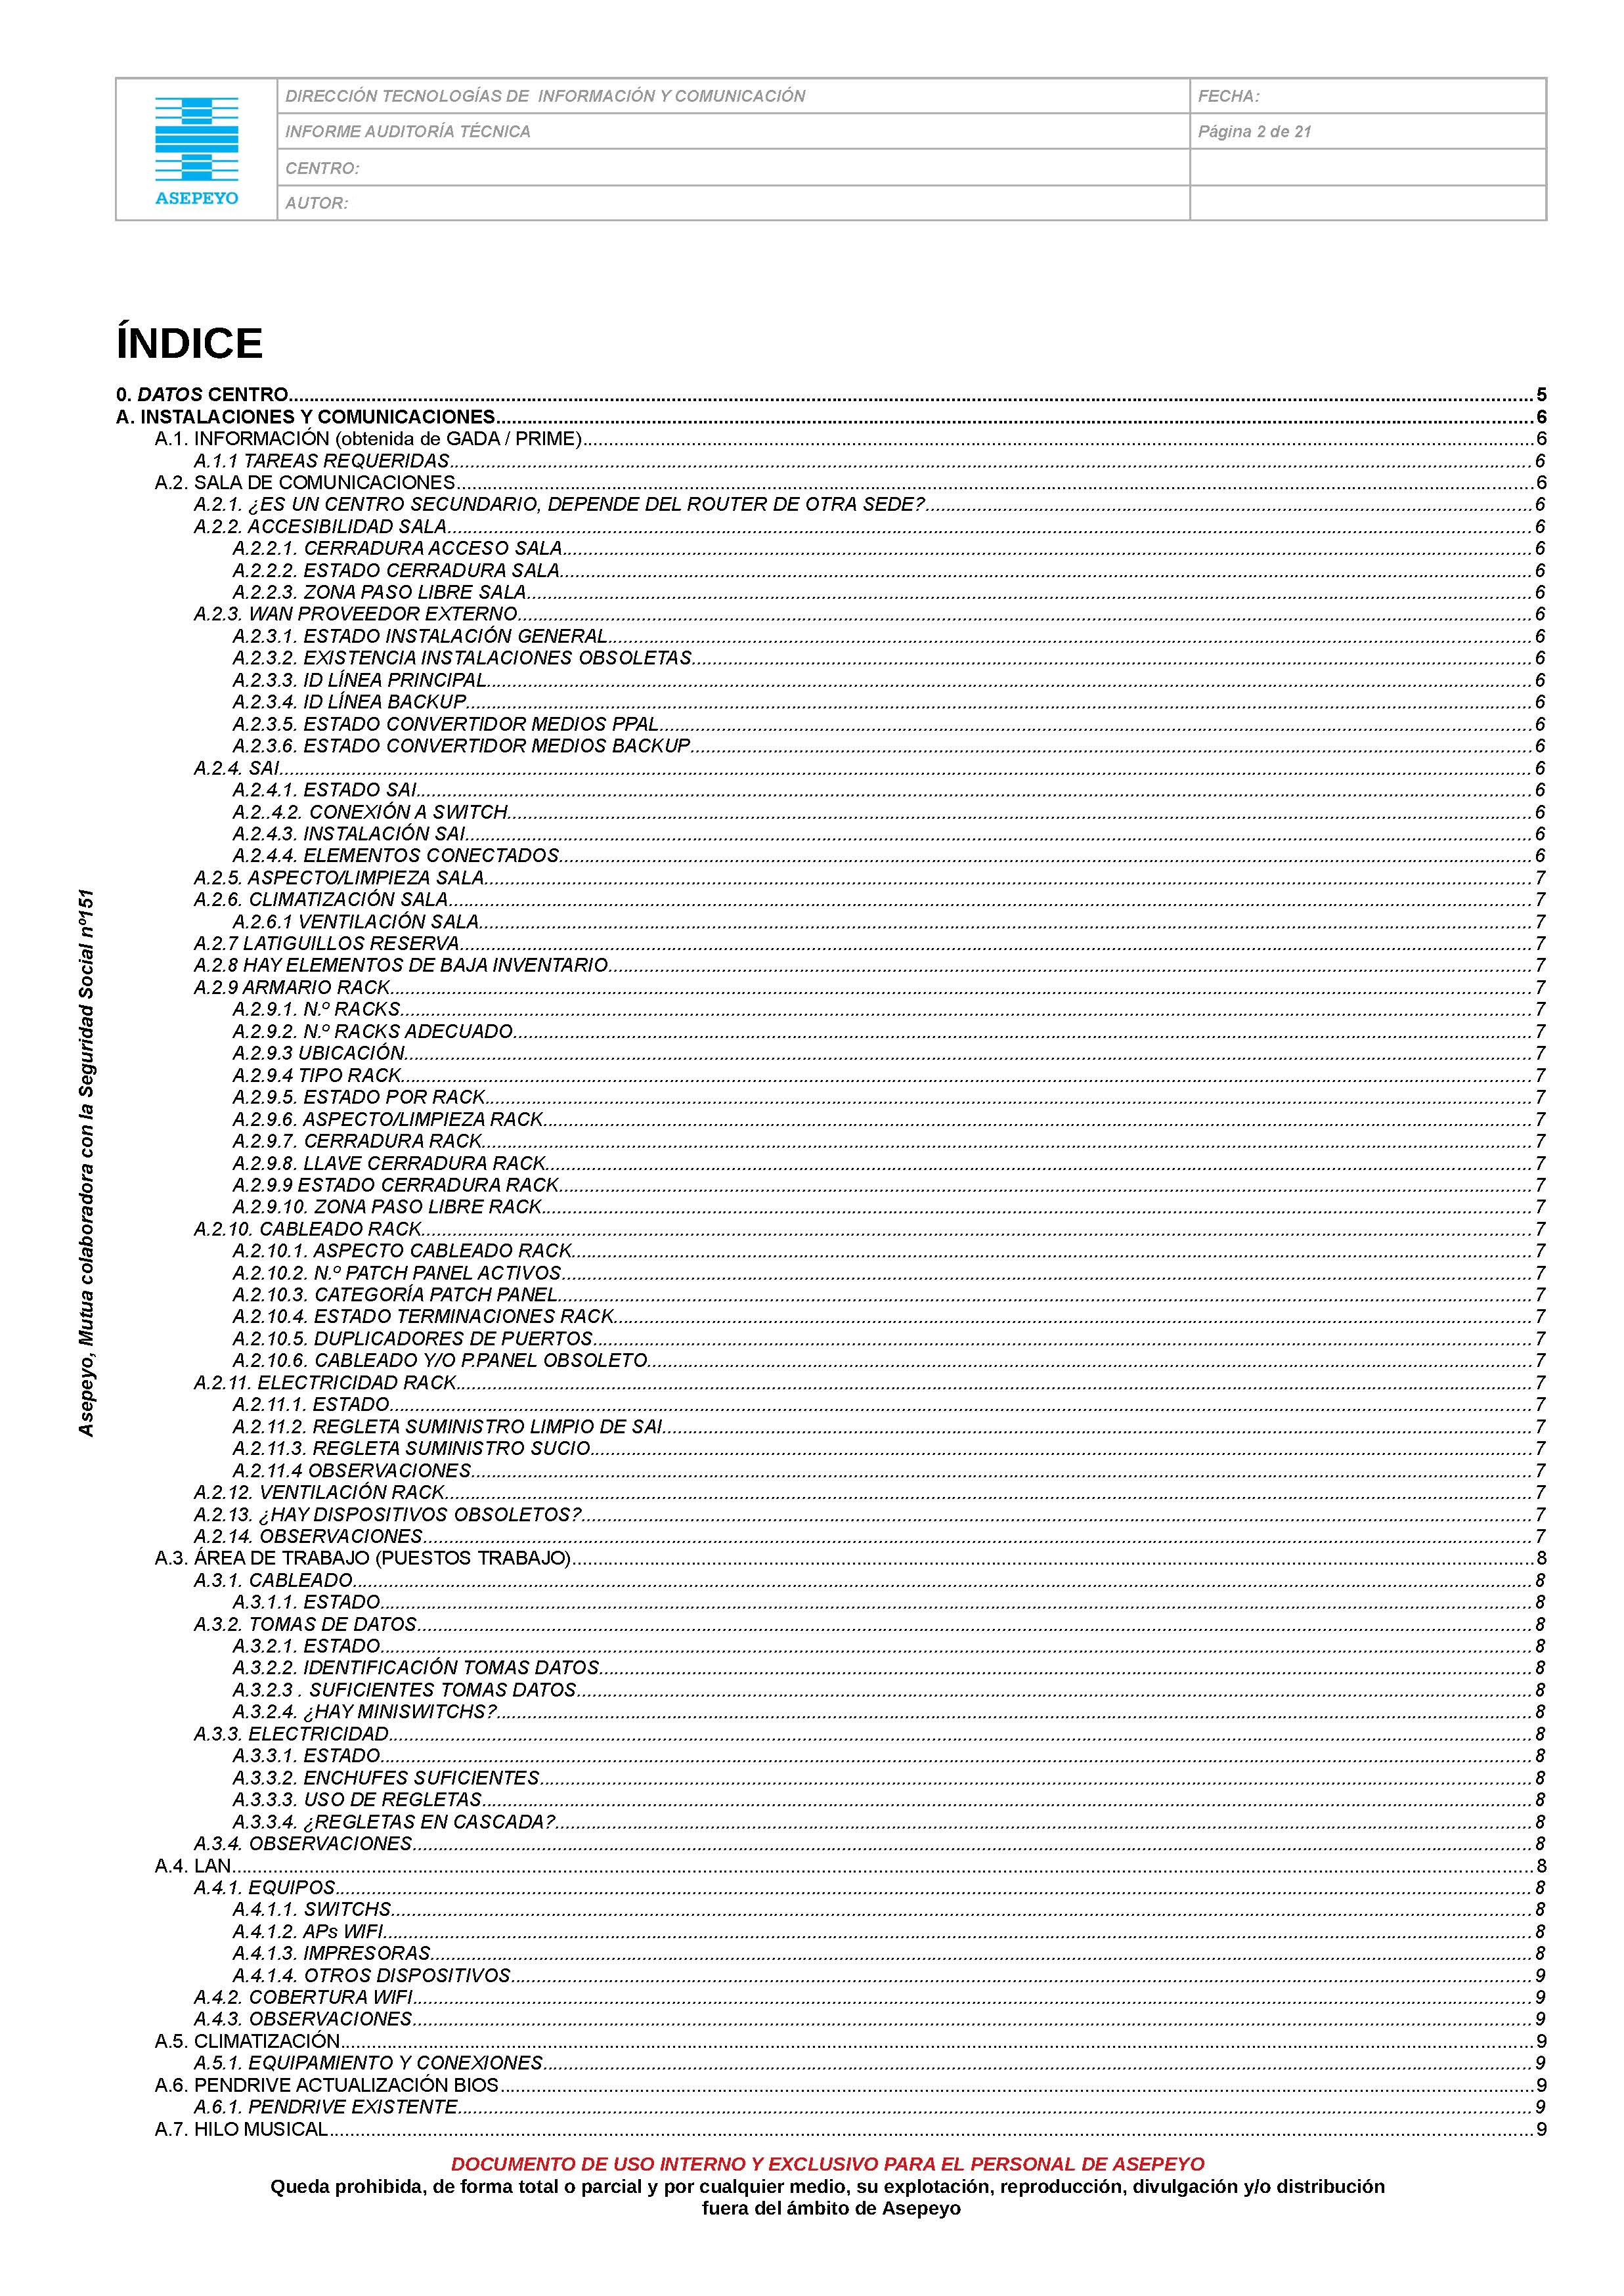 DIRECCIÓN TECNOLOGÍAS DE INFORMACIÓN Y COMUNICACIÓN
FECHA:
INFORME AUDITORÍA TÉCNICA
Página 2 de 21
CENTRO:
AUTOR:
ASEPEYO
ÍNDICE
0. DATOS CENTRO 5
A. INSTALACIONES Y COMUNICACIONES 6
A.1. INFORMACIÓN (obtenida de GADA / PRIME) 6
A.1.1 TAREAS REQUERIDAS 6
A.2. SALA DE COMUNICACIONES 6
A.2.1. ¿ES UN CENTRO SECUNDARIO, DEPENDE DEL ROUTER DE OTRA SEDE? 6
A.2.2. ACCESIBILIDAD SALA 6
A.2.2.1. CERRADURA ACCESO SALA 6
A.2.2.2. ESTADO CERRADURA SALA 6
A.2.2.3. ZONA PASO LIBRE SALA 6
A.2.3. WAN PROVEEDOR EXTERNO 6
A.2.3.1. ESTADO INSTALACIÓN GENERAL 6
A.2.3.2. EXISTENCIA INSTALACIONES OBSOLETAS 6
A.2.3.3. ID LÍNEA PRINCIPAL 6
A.2.3.4. ID LÍNEA BACKUP 6
A.2.3.5. ESTADO CONVERTIDOR MEDIOS PPAL 6
A.2.3.6. ESTADO CONVERTIDOR MEDIOS BACKUP 6
A.2.4. SAI 6
A.2.4.1. ESTADO SAI 6
A.2..4.2. CONEXIÓN A SWITCH 6
A.2.4.3. INSTALACIÓN SAI 6
A.2.4.4. ELEMENTOS CONECTADOS 6
A.2.5. ASPECTO/LIMPIEZA SALA 7
A.2.6. CLIMATIZACIÓN SALA 7
A.2.6.1 VENTILACIÓN SALA 7
A.2.7 LATIGUILLOS RESERVA 7
A.2.8 HAY ELEMENTOS DE BAJA INVENTARIO 7
A.2.9 ARMARIO RACK 7
A.2.9.1. N.º RACKS 7
A.2.9.2. N.º RACKS ADECUADO 7
A.2.9.3 UBICACIÓN 7
A.2.9.4 TIPO RACK 7
A.2.9.5. ESTADO POR RACK 7
A.2.9.6. ASPECTO/LIMPIEZA RACK 7
A.2.9.7. CERRADURA RACK 7
A.2.9.8. LLAVE CERRADURA RACK 7
A.2.9.9 ESTADO CERRADURA RACK 7
A.2.9.10. ZONA PASO LIBRE RACK 7
A.2.10. CABLEADO RACK 7
A.2.10.1. ASPECTO CABLEADO RACK 7
A.2.10.2. N.º PATCH PANEL ACTIVOS 7
A.2.10.3. CATEGORÍA PATCH PANEL 7
A.2.10.4. ESTADO TERMINACIONES RACK 7
A.2.10.5. DUPLICADORES DE PUERTOS 7
A.2.10.6. CABLEADO Y/O P.PANEL OBSOLETO 7
A.2.11. ELECTRICIDAD RACK 7
A.2.11.1. ESTADO 7
A.2.11.2. REGLETA SUMINISTRO LIMPIO DE SAI 7
A.2.11.3. REGLETA SUMINISTRO SUCIO 7
A.2.11.4 OBSERVACIONES 7
A.2.12. VENTILACIÓN RACK 7
A.2.13. ¿HAY DISPOSITIVOS OBSOLETOS? 7
A.2.14. OBSERVACIONES 7
A.3. ÁREA DE TRABAJO (PUESTOS TRABAJO) 8
A.3.1. CABLEADO 8
A.3.1.1. ESTADO 8
A.3.2. TOMAS DE DATOS 8
A.3.2.1. ESTADO 8
A.3.2.2. IDENTIFICACIÓN TOMAS DATOS 8
A.3.2.3 . SUFICIENTES TOMAS DATOS 8
A.3.2.4. ¿HAY MINISWITCHS? 8
A.3.3. ELECTRICIDAD 8
A.3.3.1. ESTADO 8
A.3.3.2. ENCHUFES SUFICIENTES 8
A.3.3.3. USO DE REGLETAS 8
A.3.3.4. ¿REGLETAS EN CASCADA? 8
A.3.4. OBSERVACIONES 8
A.4. LAN 8
A.4.1. EQUIPOS 8
A.4.1.1. SWITCHS 8
A.4.1.2. APs WIFI 8
A.4.1.3. IMPRESORAS 8
A.4.1.4. OTROS DISPOSITIVOS 9
A.4.2. COBERTURA WIFI 9
A.4.3. OBSERVACIONES 9
A.5. CLIMATIZACIÓN 9
A.5.1. EQUIPAMIENTO Y CONEXIONES 9
A.6. PENDRIVE ACTUALIZACIÓN BIOS 9
A.6.1. PENDRIVE EXISTENTE 9
A.7. HILO MUSICAL 9
Asepeyo, Mutua colaboradora con la Seguridad Social nº151
DOCUMENTO DE USO INTERNO Y EXCLUSIVO PARA EL PERSONAL DE ASEPEYO
Queda prohibida, de forma total o parcial y por cualquier medio, su explotación, reproducción, divulgación y/o distribución
fuera del ámbito de Asepeyo